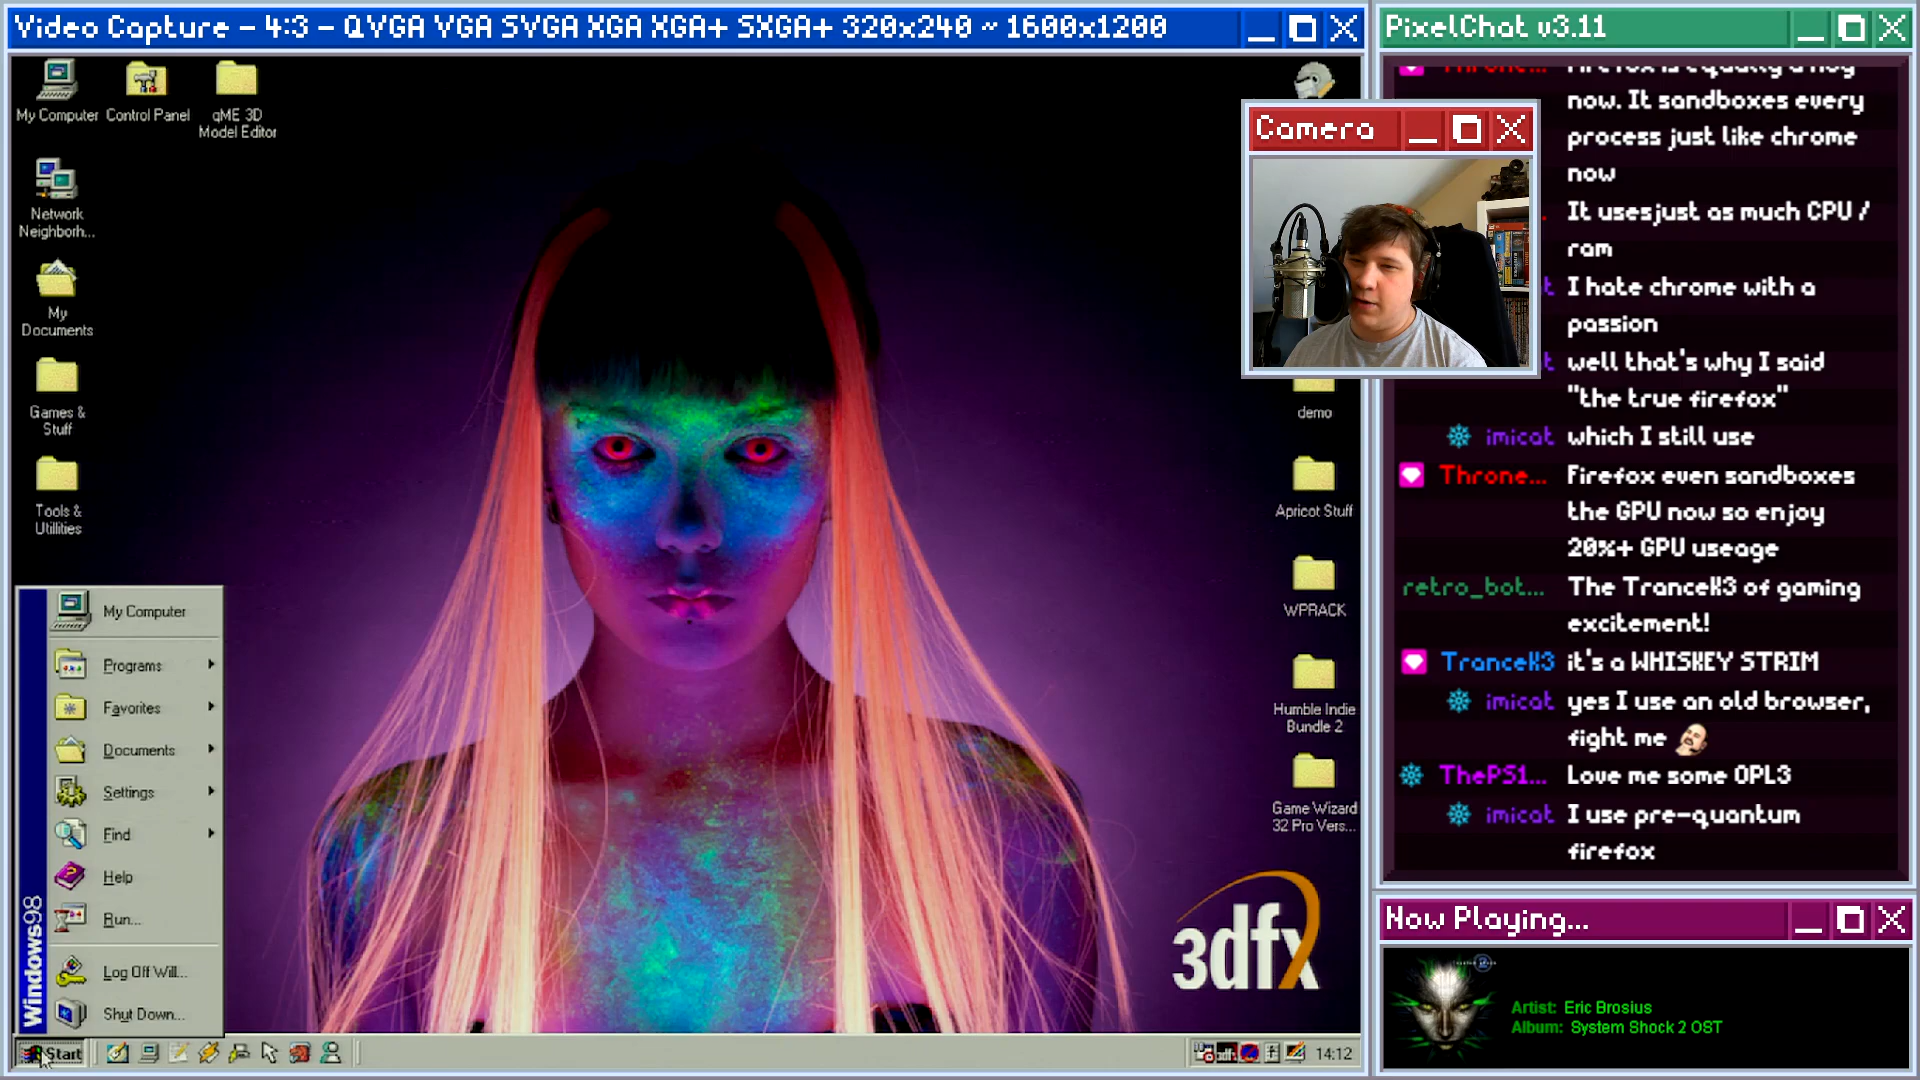 Video Capture - 4:3 - QVGA VGA SVGA XGA XGA+ SXGA+ 320x240 ~ 1600x1200
My Computer
Control Panel
qME 3D
Model Editor
Network
Neighborh...
My
Documents
Games &
Stuff
Tools &
Utilities
demo
Apricot Stuff
WPRACK
Humble Indie
Bundle 2
Game Wizard
32 Pro Vers...
My Computer
Programs
Favorites
Documents
Settings
Find
Help
Run...
Log Off Will...
Shut Down...
Windows98
Start
3dfx
14:12
Camera
PixelChat v3.11
Throne... Firefox is equally a hog
now. It sandboxes every
process just like chrome
now
It usesjust as much CPU /
ram
I hate chrome with a
passion
well that's why I said
"the true firefox"
imicat which I still use
Throne... Firefox even sandboxes
the GPU now so enjoy
20%+ GPU useage
retro_bot... The TranceX3 of gaming
excitement!
TranceX3 it's a WHISKEY STRIM
imicat yes I use an old browser,
fight me
ThePS1... Love me some OPL3
imicat I use pre-quantum
firefox
Now Playing...
Artist: Eric Brosius
Album: System Shock 2 OST